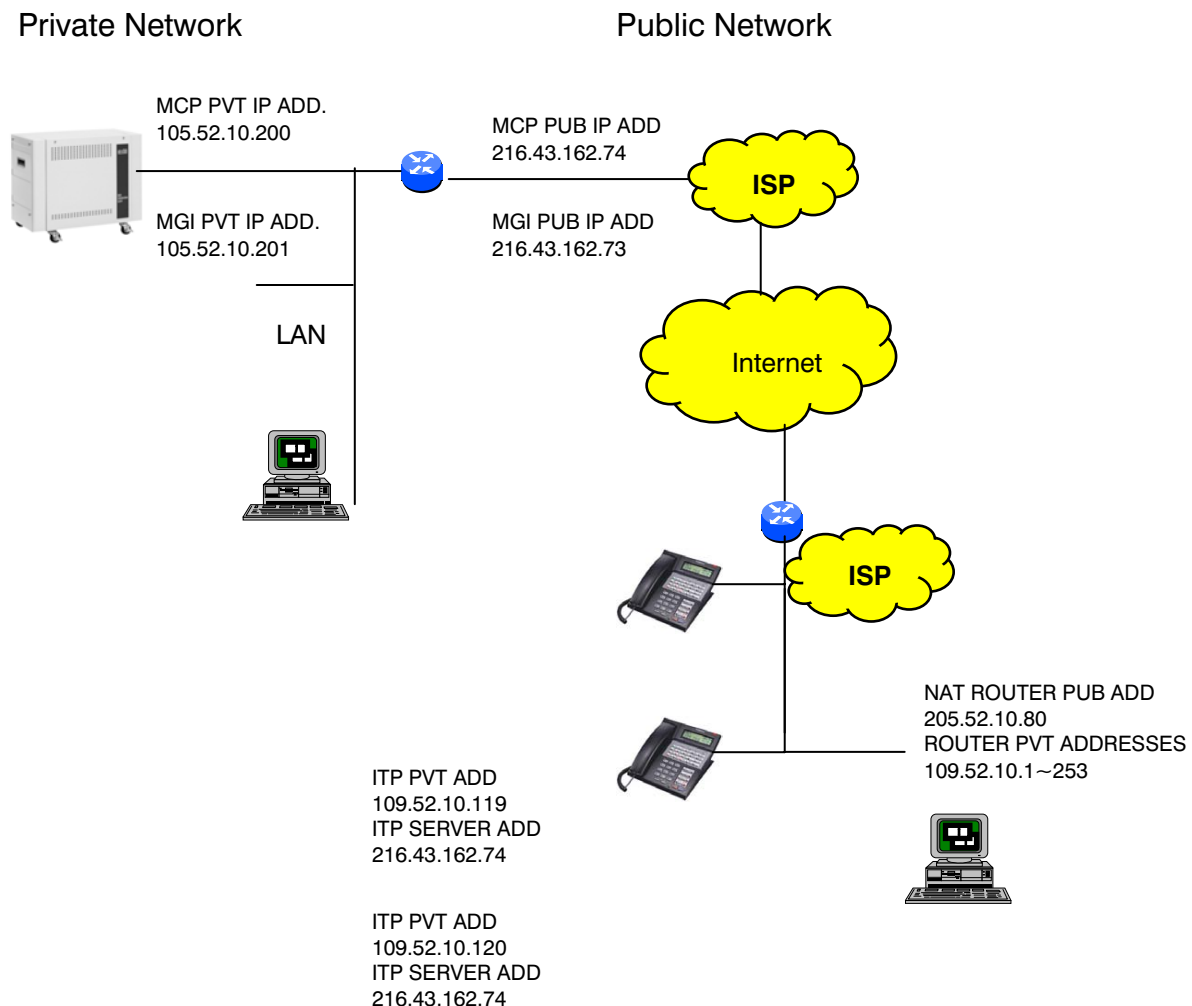 Private Network
Public Network
MCP PVT IP ADD.
105.52.10.200
MCP PUB IP ADD
216.43.162.74
ISP
MGI PVT IP ADD.
105.52.10.201
MGI PUB IP ADD
216.43.162.73
LAN
Internet
ISP
NAT ROUTER PUB ADD
205.52.10.80
ROUTER PVT ADDRESSES
109.52.10.1~253
ITP PVT ADD
109.52.10.119
ITP SERVER ADD
216.43.162.74
ITP PVT ADD
109.52.10.120
ITP SERVER ADD
216.43.162.74